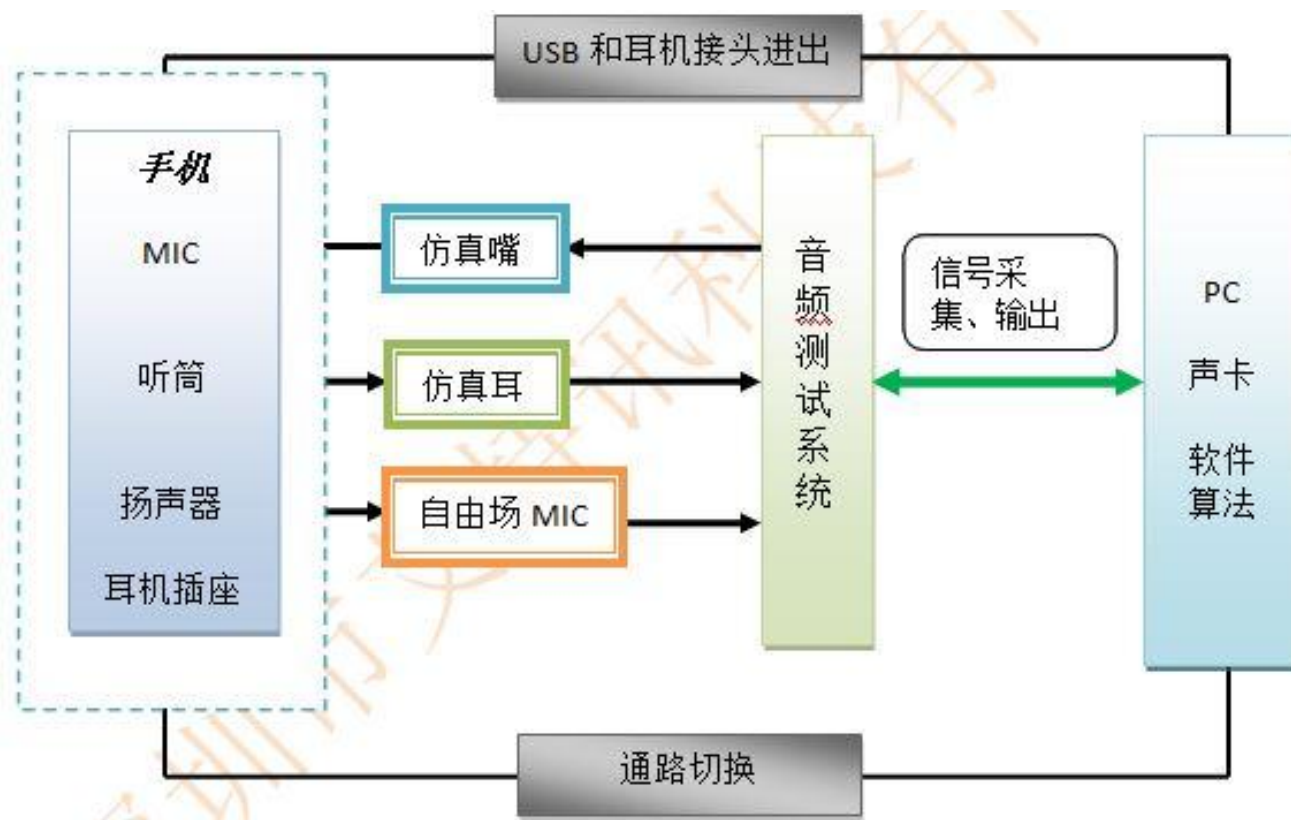 USB 和耳机接头进出
手机
MIC
听筒
扬声器
耳机插座
仿真嘴
仿真耳
自由场 MIC
音
频
测
试
系
统
信号采
集、输出
PC
声卡
软件
算法
通路切换